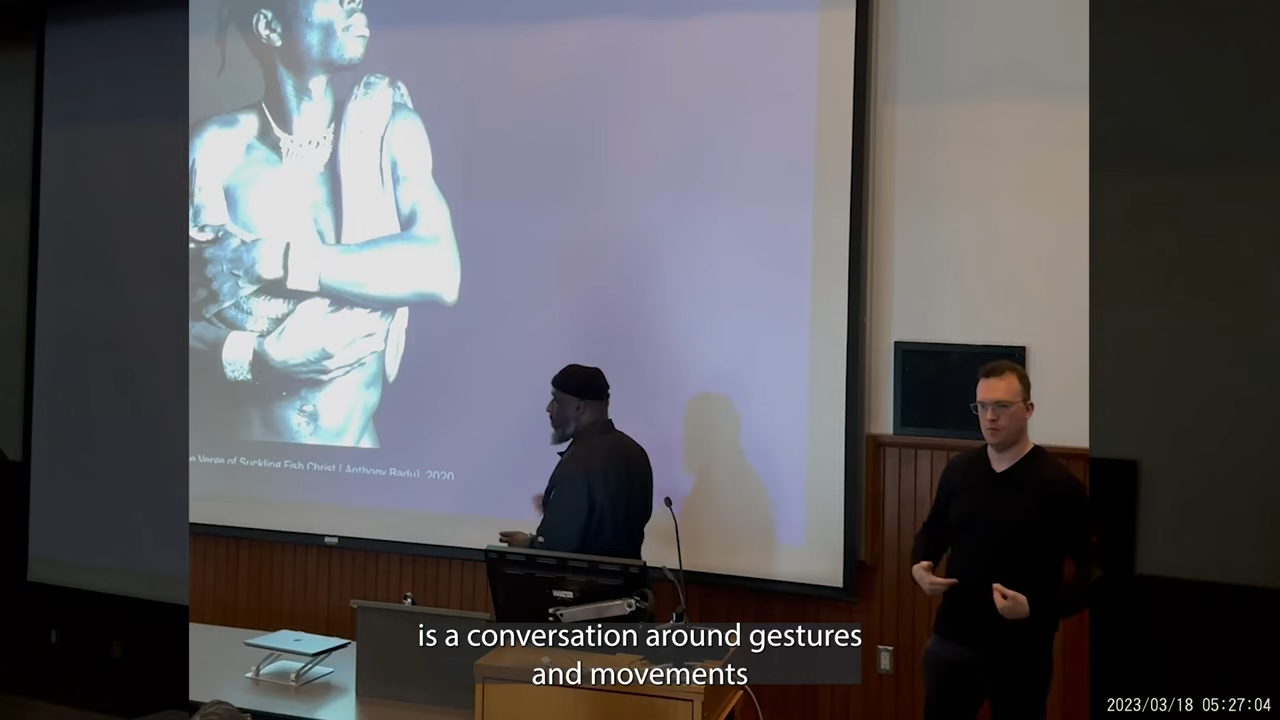 Verge of Suckling Fish Christ [ Anthony Badu], 2020
is a conversation around gestures
and movements
2023/03/18 05:27:04